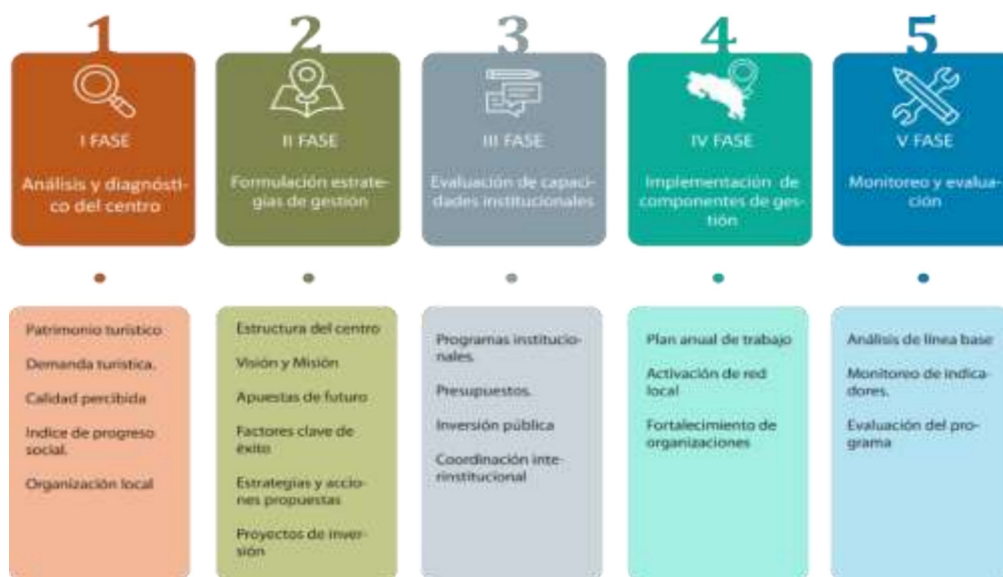 1
I FASE
Análisis y diagnósti-
co del centro
Patrimonio turístico
Demanda turistica.
Calidad percibida
Indice de progreso
social.
Organización local
2
II FASE
Formulación estrate-
gias de gestión
Estructura del centro
Visión y Misión
Apuestas de futuro
Factores clave de
éxito
Estrategias y accio-
nes propuestas
Proyectos de inver-
sión
3
III FASE
Evaluación de capaci-
dades institucionales
Programas institucio-
nales.
Presupuestos.
Inversión pública
Coordinación inte-
rinstitucional
4
IV FASE
Implementación de
componentes de ges-
tión
Plan anual de trabajo
Activación de red
local
Fortalecimiento de
organizaciones
5
V FASE
Monitoreo y evalua-
ción
Análisis de línea base
Monitoreo de indica-
dores.
Evaluación del pro-
grama